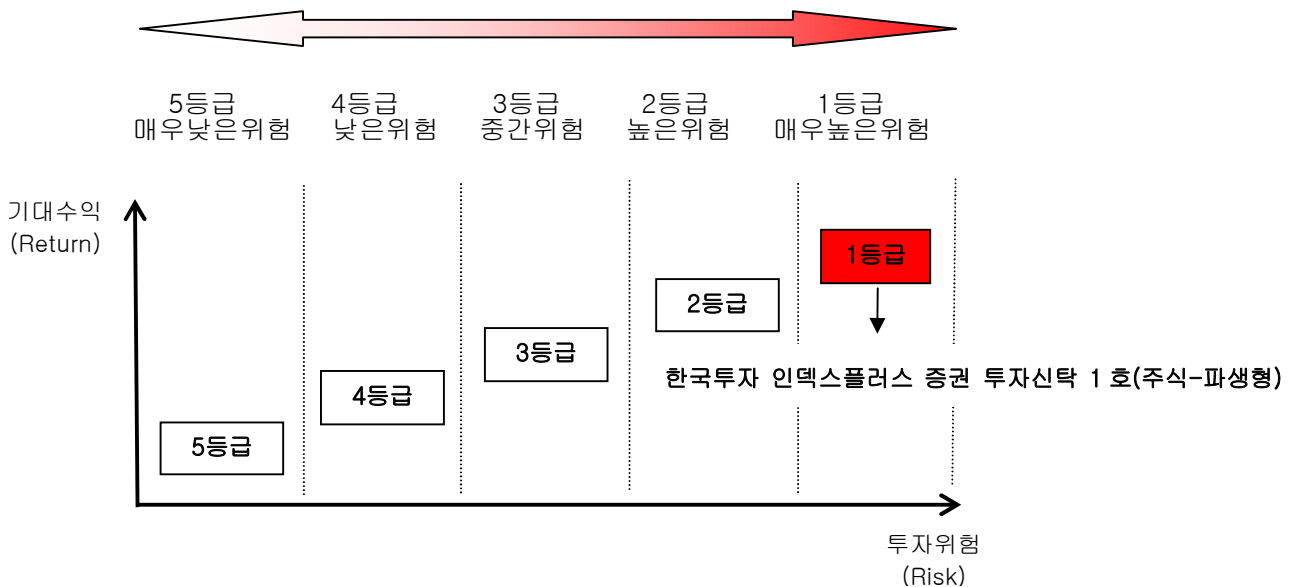 5등급
매우낮은위험
4등급
낮은위험
3등급
중간위험
2등급
높은위험
1등급
매우높은위험
기대수익
(Return)
1등급
2등급
3등급
한국투자 인덱스플러스 증권 투자신탁 1 호(주식-파생형)
4등급
5등급
투자위험
(Risk)